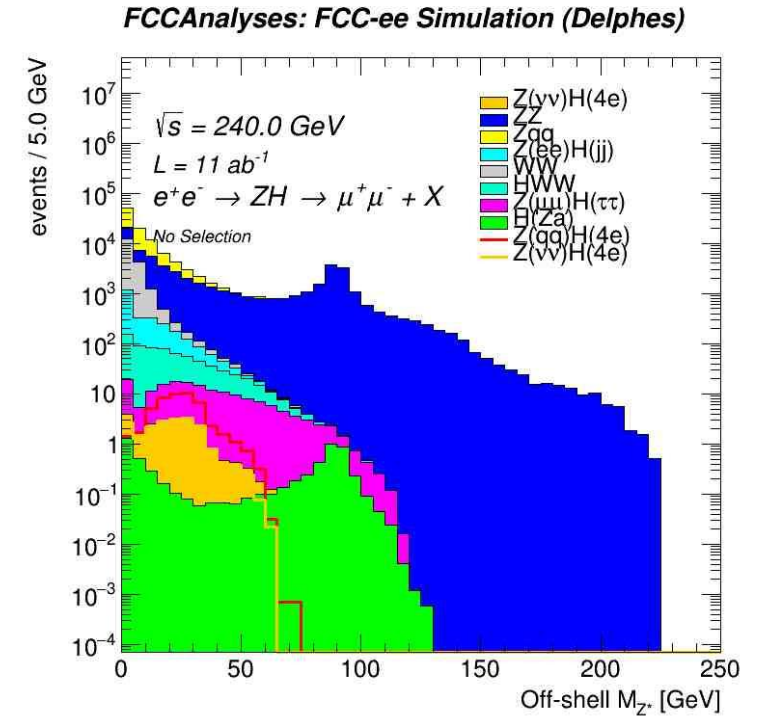 FCCAnalyses: FCC-ee Simulation (Delphes)
events / 5.0 GeV
10⁷
10⁶
10⁵
10⁴
10³
10²
10
1
10⁻¹
10⁻²
10⁻³
10⁻⁴
√s = 240.0 GeV
L = 11 ab⁻¹
e⁺e⁻ → ZH → μ⁺μ⁻ + X
No Selection
Z(νν)H(4e)
ZZ
Zqq
Z(ee)H(jj)
WW
HWW
Z(μμ)H(ττ)
H(Za)
Z(qq)H(4e)
Z(νν)H(4e)
0 50 100 150 200 250
Off-shell M_Z* [GeV]